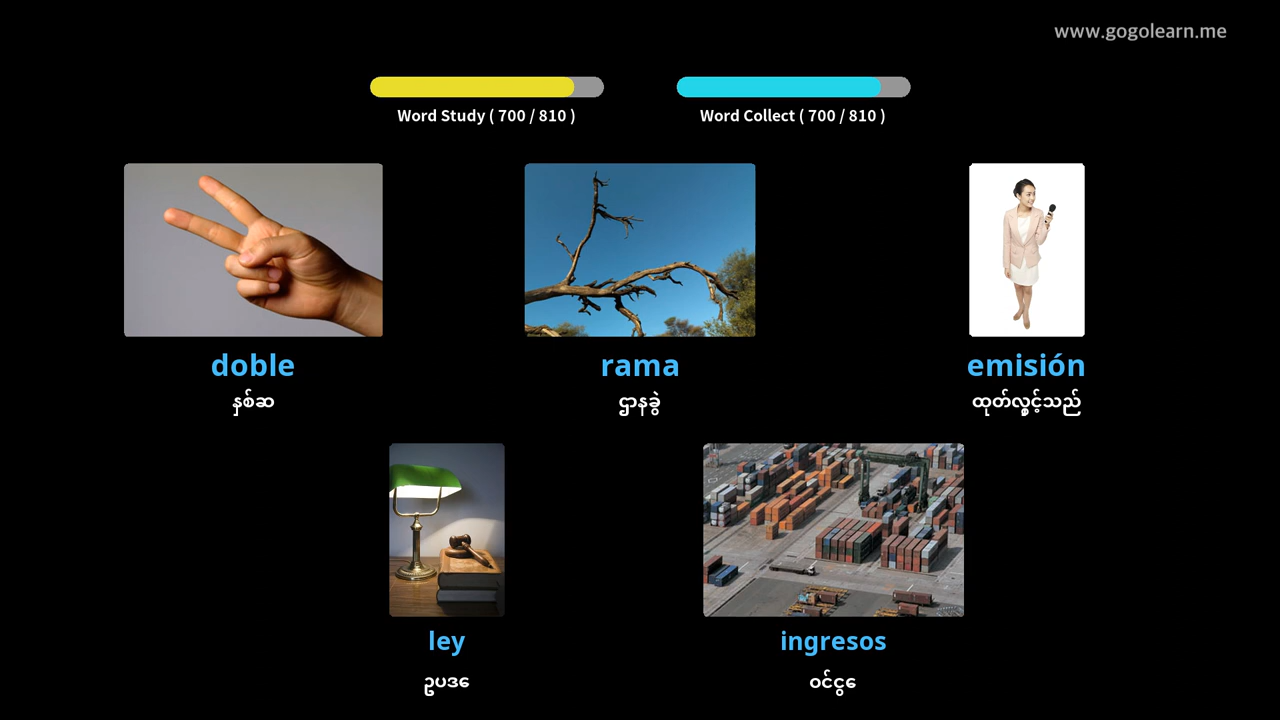 www.gogolearn.me
Word Study ( 700 / 810 )
Word Collect ( 700 / 810 )
doble
နှစ်ဆ
rama
ဌာနခွဲ
emisión
ထုတ်လွှင့်သည်
ley
ဥပဒေ
ingresos
ဝင်ငွေ